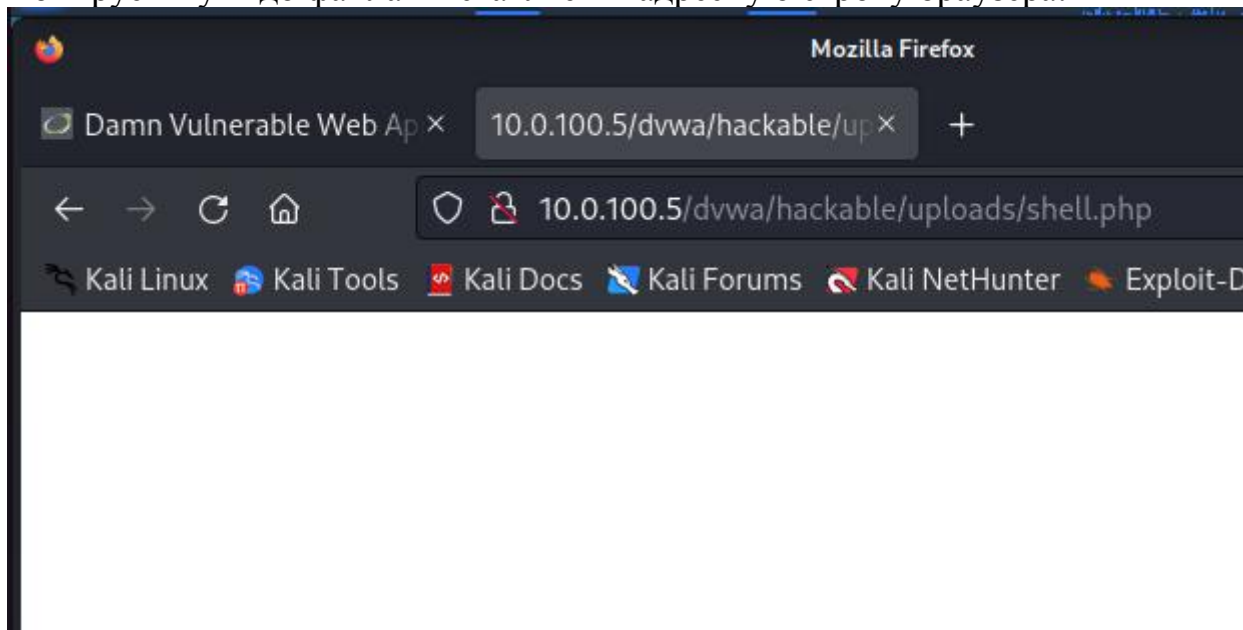 Mozilla Firefox
Damn Vulnerable Web Ap
10.0.100.5/dvwa/hackable/up
10.0.100.5/dvwa/hackable/uploads/shell.php
Kali Linux Kali Tools Kali Docs Kali Forums Kali NetHunter Exploit-D